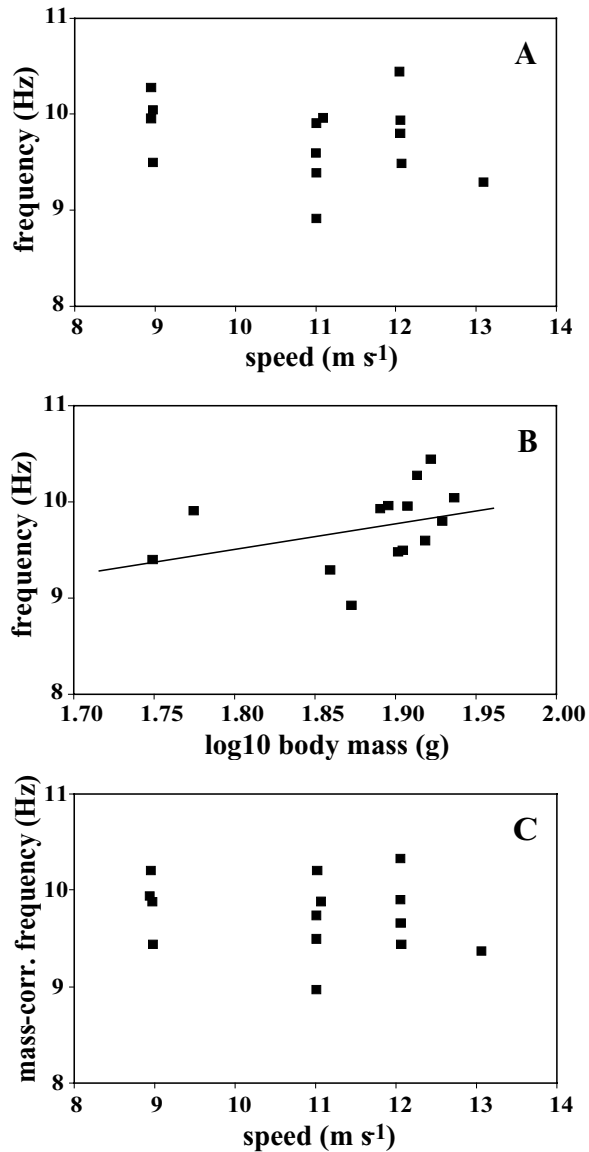 11
A
10
9
8
frequency (Hz)
8 9 10 11 12 13 14
speed (m s-1)
11
B
10
9
8
frequency (Hz)
1.70 1.75 1.80 1.85 1.90 1.95 2.00
log10 body mass (g)
11
C
10
9
8
mass-corr. frequency (Hz)
8 9 10 11 12 13 14
speed (m s-1)